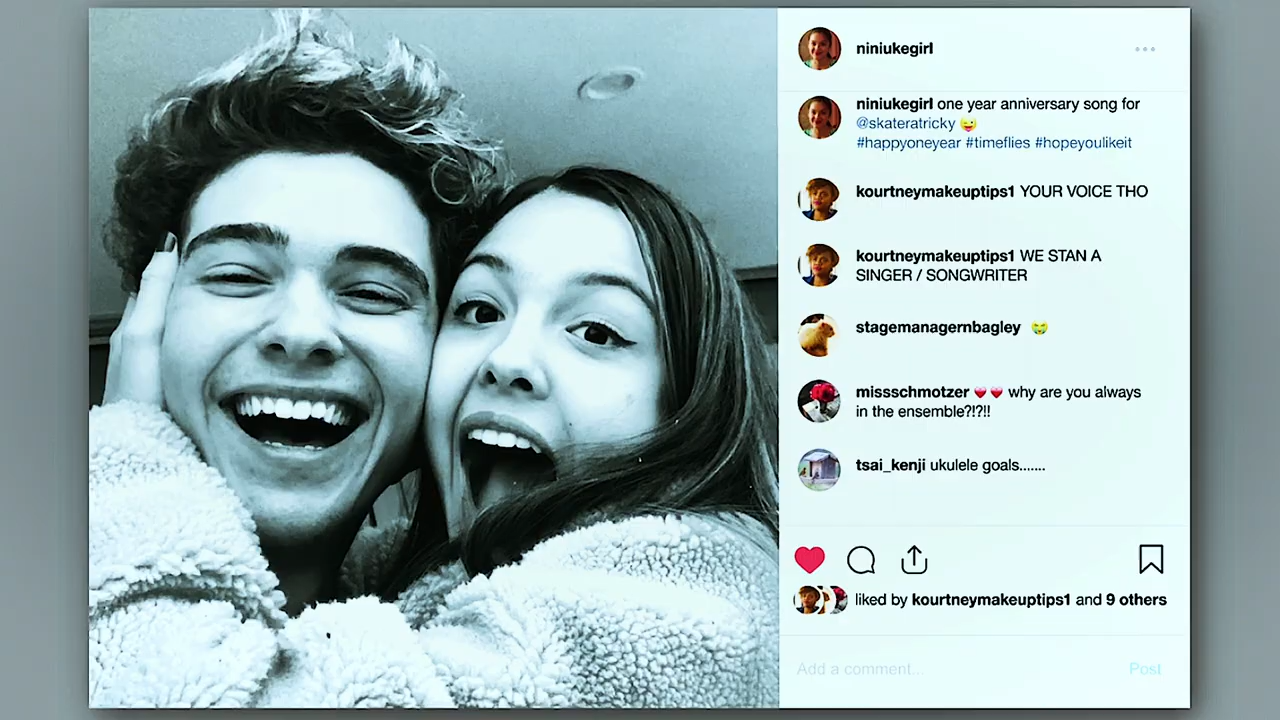 niniukegirl
niniukegirl one year anniversary song for
@skateratricky 😜
#happyoneyear #timeflies #hopeyoulikeit
kourtneymakeuptips1 YOUR VOICE THO
kourtneymakeuptips1 WE STAN A
SINGER / SONGWRITER
stagemanagernbagley 😭
missschmotzer 💗💗 why are you always
in the ensemble?!?!!
tsai_kenji ukulele goals.......
liked by kourtneymakeuptips1 and 9 others
Add a comment...
Post